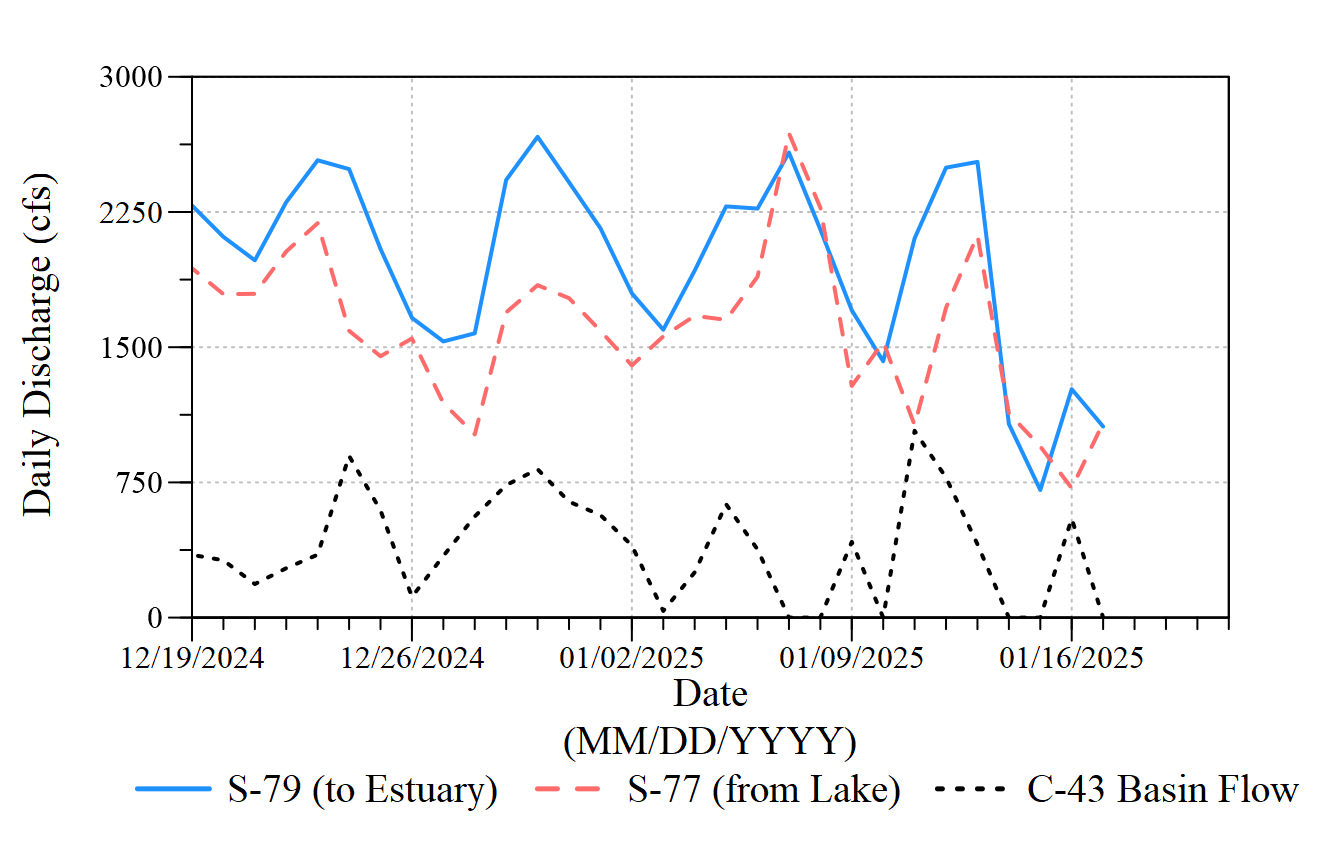 3000
2250
1500
750
0
Daily Discharge (cfs)
12/19/2024 12/26/2024 01/02/2025 01/09/2025 01/16/2025
Date
(MM/DD/YYYY)
S-79 (to Estuary) S-77 (from Lake) C-43 Basin Flow